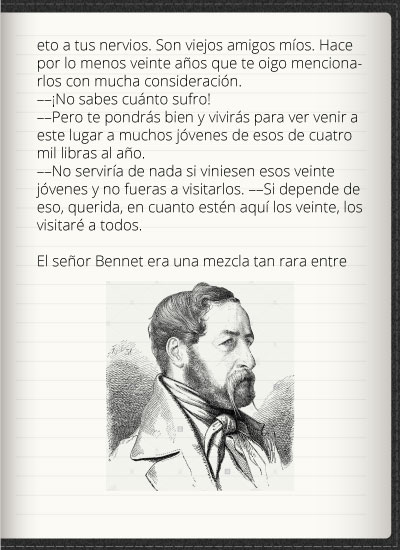 eto a tus nervios. Son viejos amigos míos. Hace
por lo menos veinte años que te oigo menciona-
rlos con mucha consideración.
––¡No sabes cuánto sufro!
––Pero te pondrás bien y vivirás para ver venir a
este lugar a muchos jóvenes de esos de cuatro
mil libras al año.
––No serviría de nada si viniesen esos veinte
jóvenes y no fueras a visitarlos. ––Si depende de
eso, querida, en cuanto estén aquí los veinte, los
visitaré a todos.
El señor Bennet era una mezcla tan rara entre